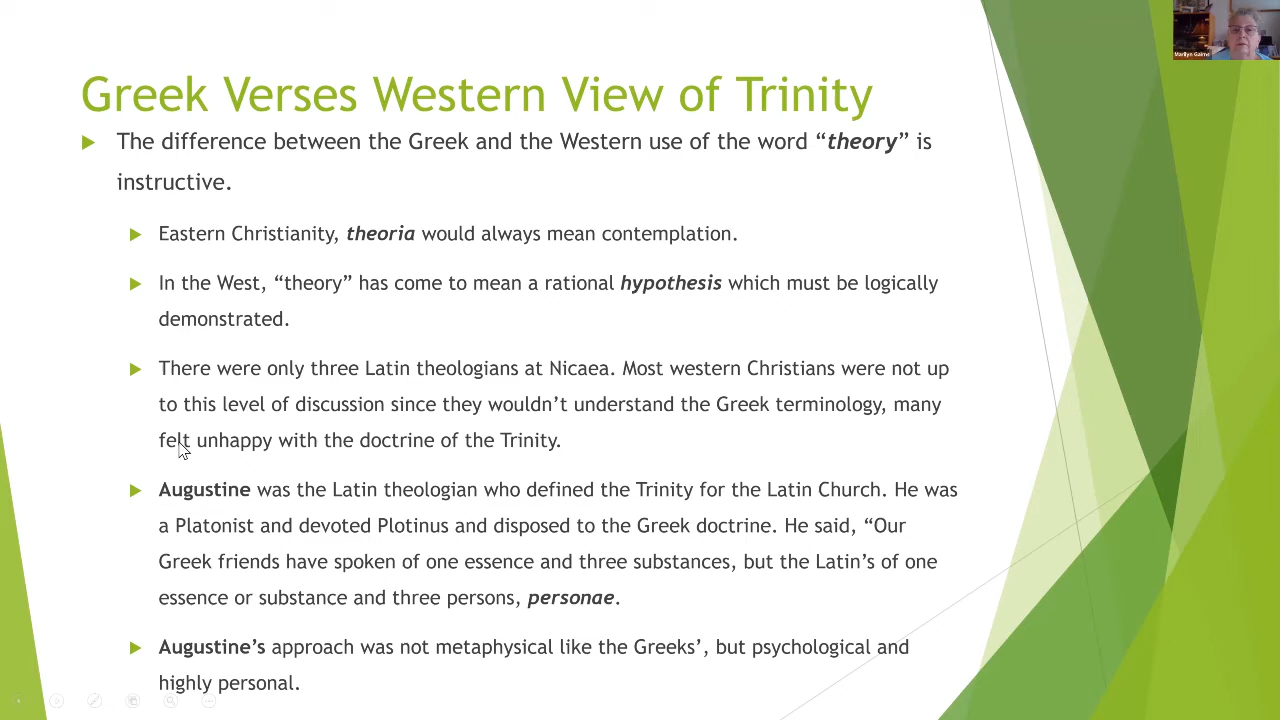 Marilyn Gairns
Greek Verses Western View of Trinity
The difference between the Greek and the Western use of the word “theory” is
instructive.
Eastern Christianity, theoria would always mean contemplation.
In the West, “theory” has come to mean a rational hypothesis which must be logically
demonstrated.
There were only three Latin theologians at Nicaea. Most western Christians were not up
to this level of discussion since they wouldn’t understand the Greek terminology, many
felt unhappy with the doctrine of the Trinity.
Augustine was the Latin theologian who defined the Trinity for the Latin Church. He was
a Platonist and devoted Plotinus and disposed to the Greek doctrine. He said, “Our
Greek friends have spoken of one essence and three substances, but the Latin’s of one
essence or substance and three persons, personae.
Augustine’s approach was not metaphysical like the Greeks’, but psychological and
highly personal.